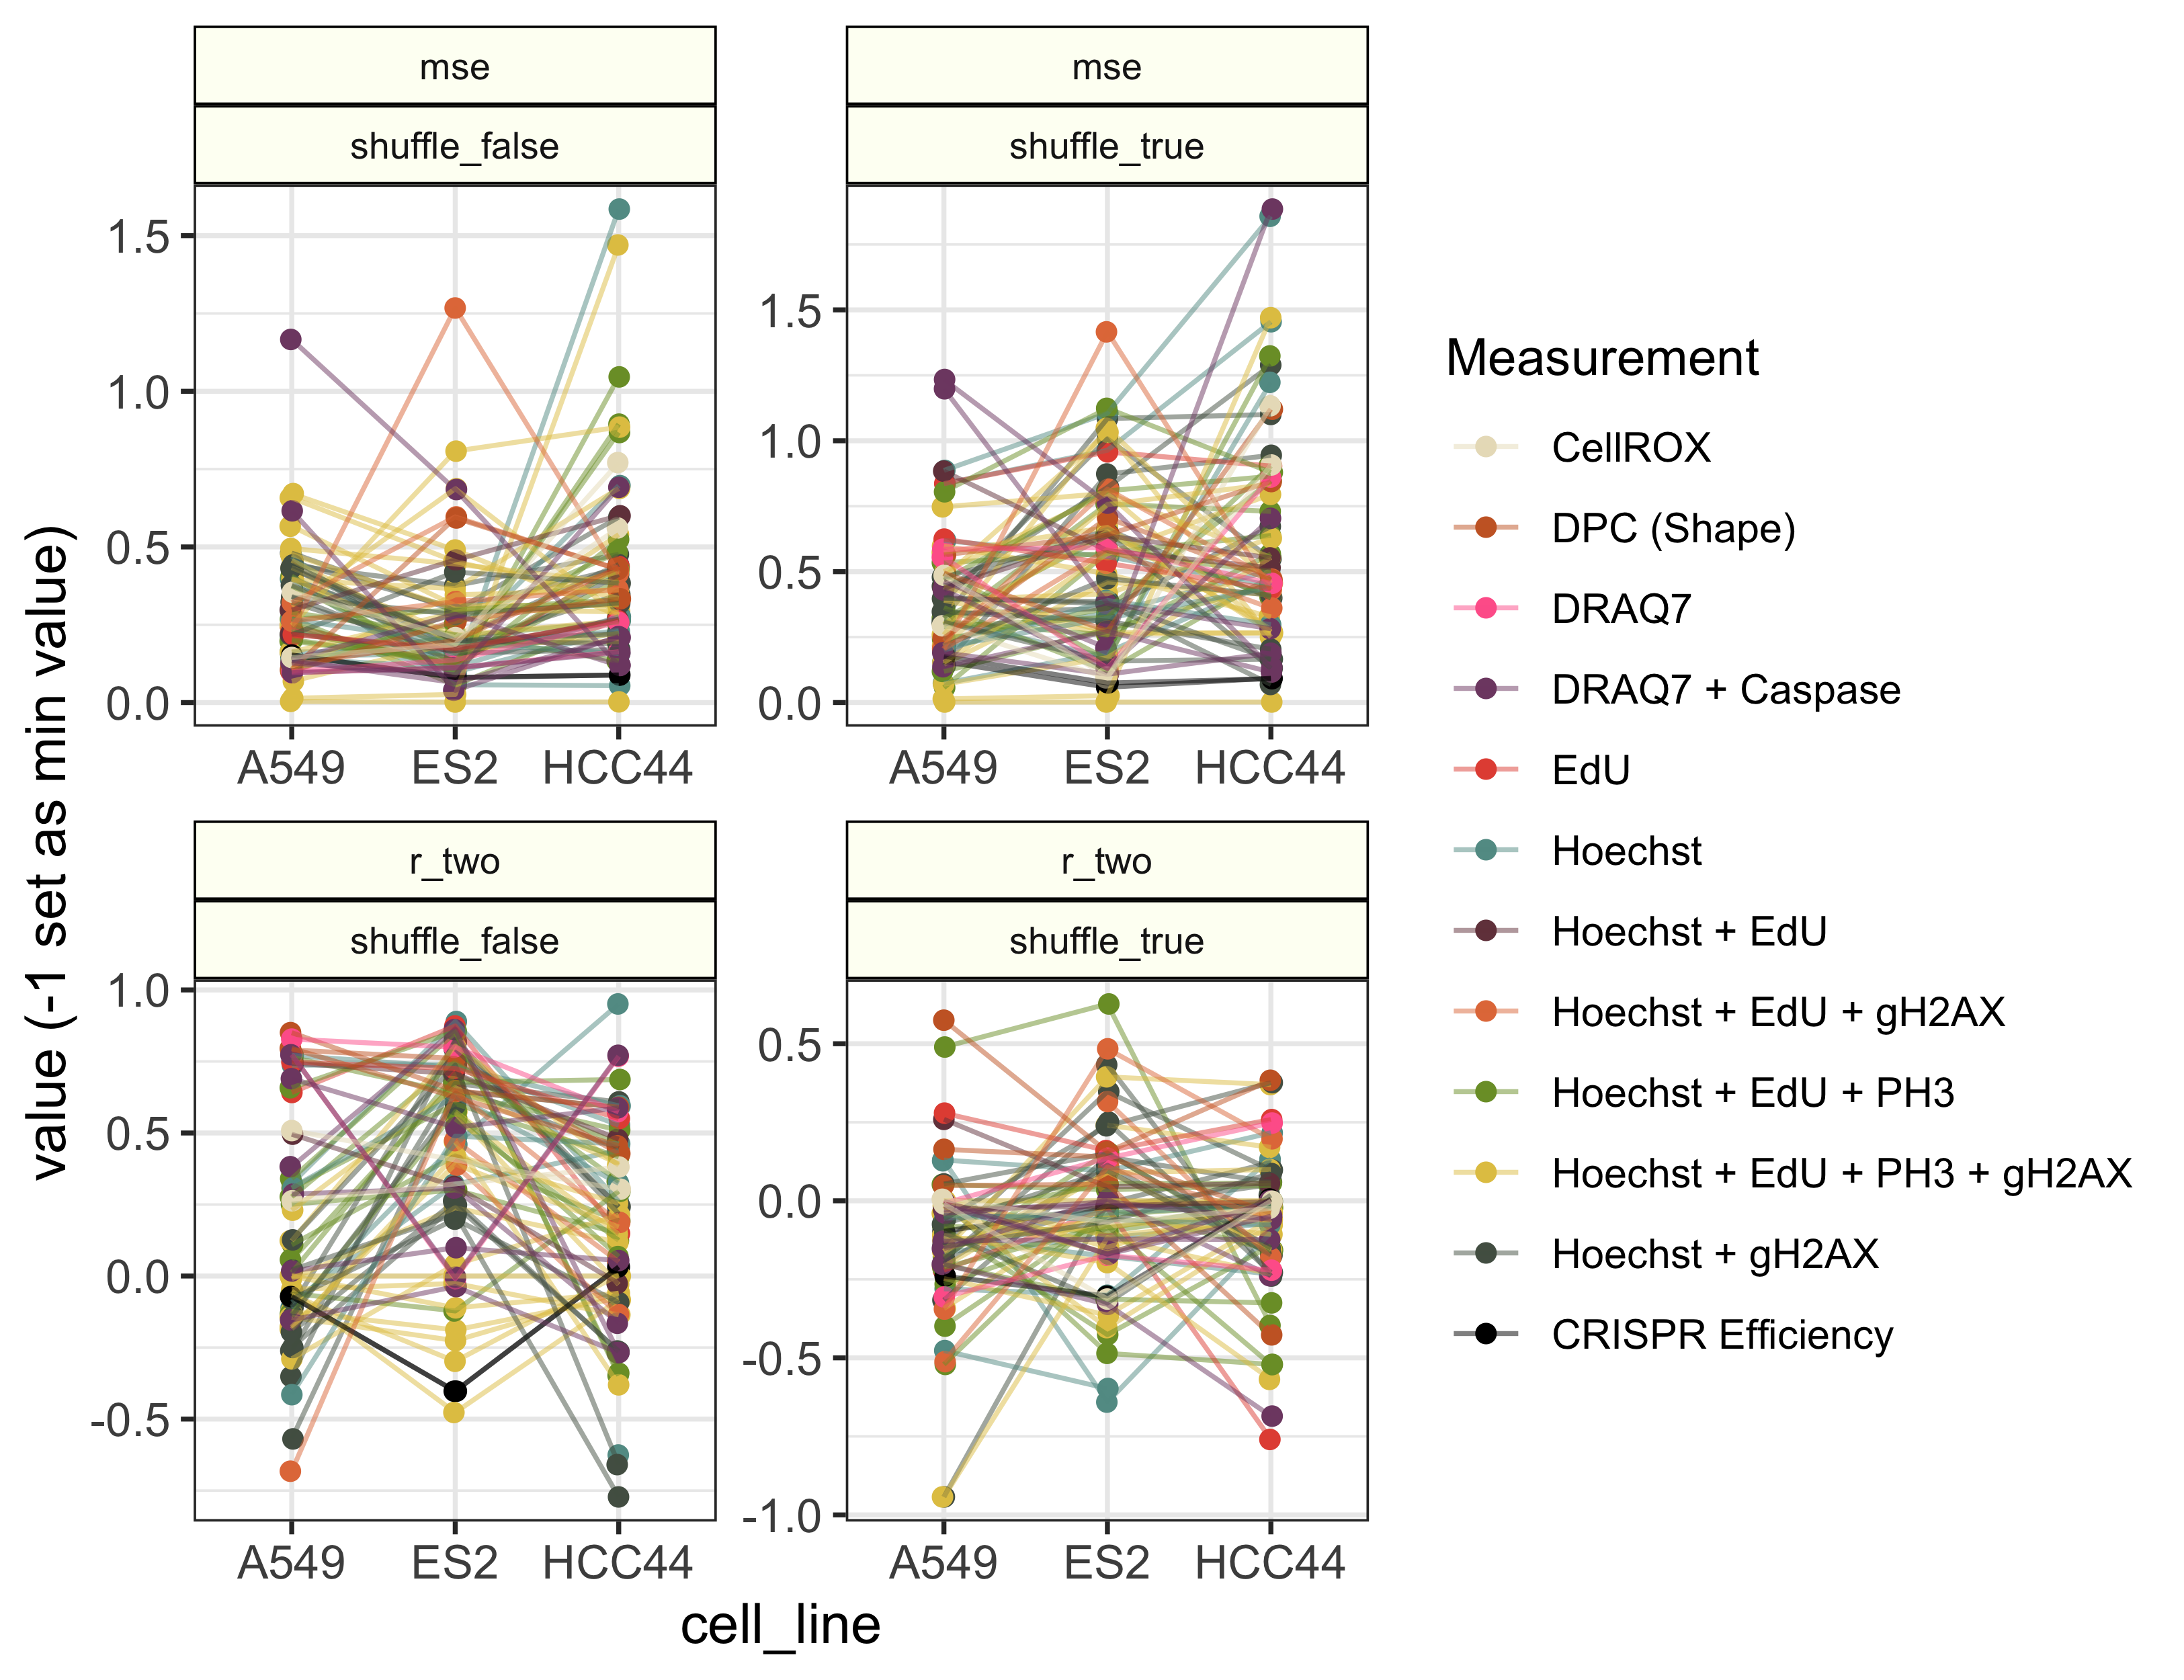 mse
mse
shuffle_false
shuffle_true
1.5
1.0
0.5
0.0
1.5
1.0
0.5
0.0
A549 ES2 HCC44
A549 ES2 HCC44
r_two
r_two
shuffle_false
shuffle_true
1.0
0.5
0.0
-0.5
0.5
0.0
-0.5
-1.0
A549 ES2 HCC44
A549 ES2 HCC44
cell_line
value (-1 set as min value)
Measurement
CellROX
DPC (Shape)
DRAQ7
DRAQ7 + Caspase
EdU
Hoechst
Hoechst + EdU
Hoechst + EdU + gH2AX
Hoechst + EdU + PH3
Hoechst + EdU + PH3 + gH2AX
Hoechst + gH2AX
CRISPR Efficiency